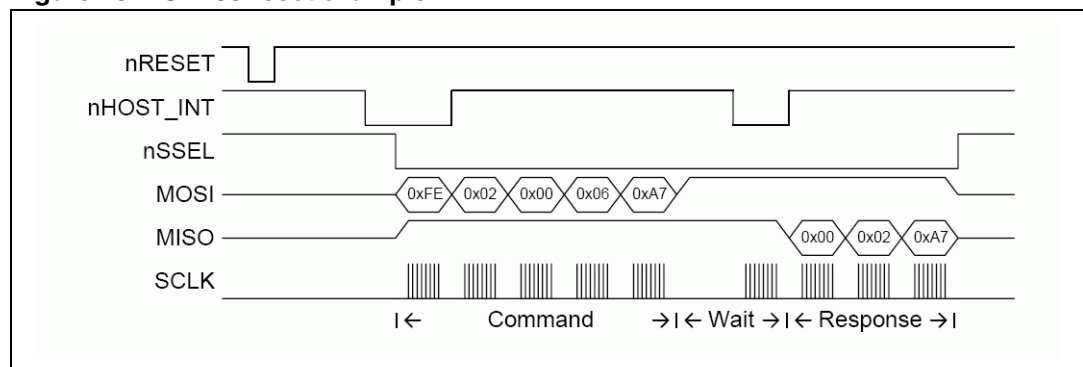 nRESET
nHOST_INT
nSSEL
MOSI 0xFE 0x02 0x00 0x06 0xA7
MISO 0x00 0x02 0xA7
SCLK
|← Command →|← Wait →|← Response →|